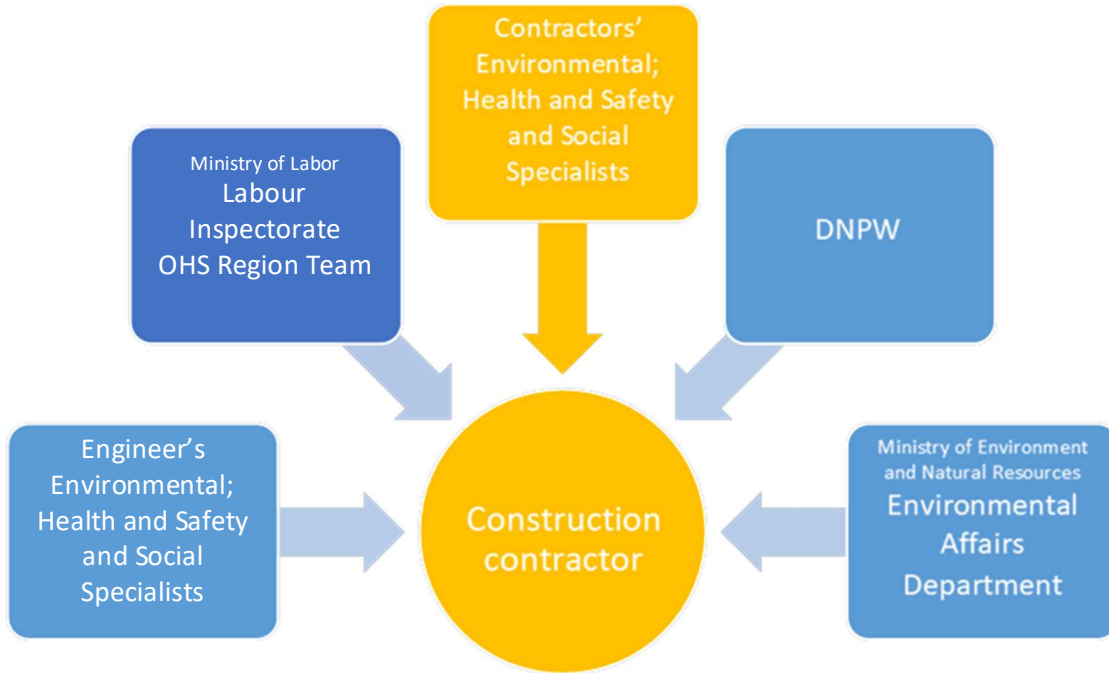 Contractors’
Environmental;
Health and Safety
and Social
Specialists
Ministry of Labor
Labour
Inspectorate
OHS Region Team
DNPW
Engineer’s
Environmental;
Health and Safety
and Social
Specialists
Construction
contractor
Ministry of Environment
and Natural Resources
Environmental
Affairs
Department